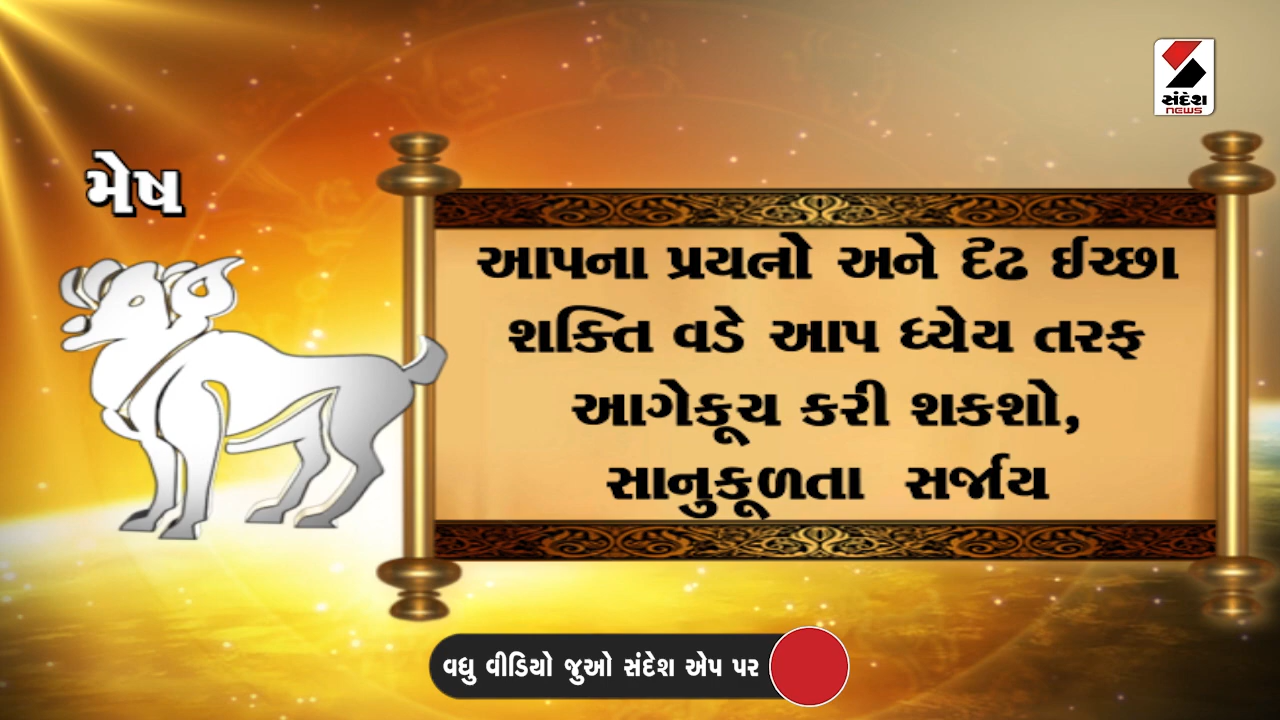 સંદેશ
NEWS
મેષ
આપના પ્રયત્નો અને દૃઢ ઈચ્છા
શક્તિ વડે આપ ધ્યેય તરફ
આગેકૂચ કરી શકશો,
સાનુકૂળતા સર્જાય
વધુ વીડિયો જુઓ સંદેશ એપ પર